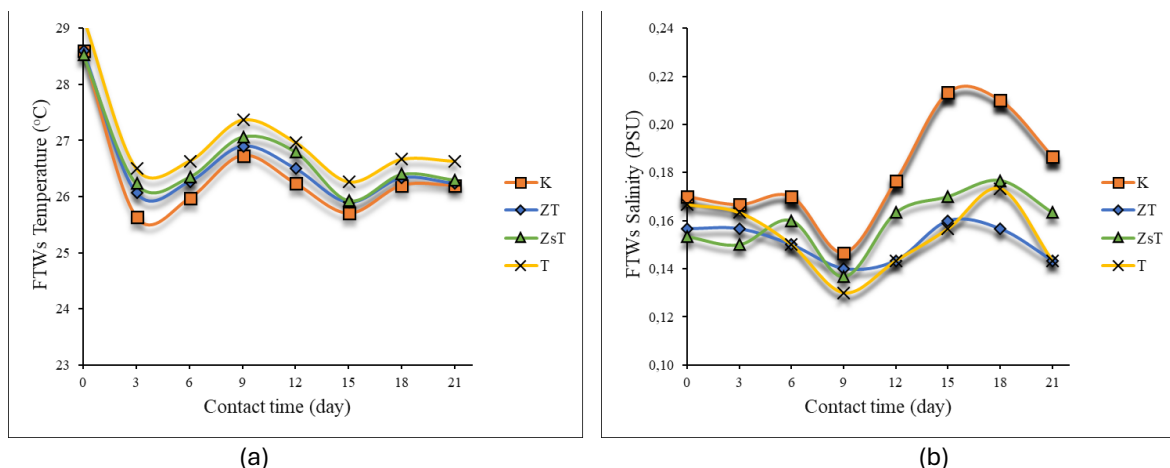 29
28
27
26
25
24
23
FTWs Temperature (°C)
0 3 6 9 12 15 18 21
Contact time (day)
K
ZT
ZsT
T
(a)
0,24
0,22
0,20
0,18
0,16
0,14
0,12
0,10
FTWs Salinity (PSU)
0 3 6 9 12 15 18 21
Contact time (day)
K
ZT
ZsT
T
(b)